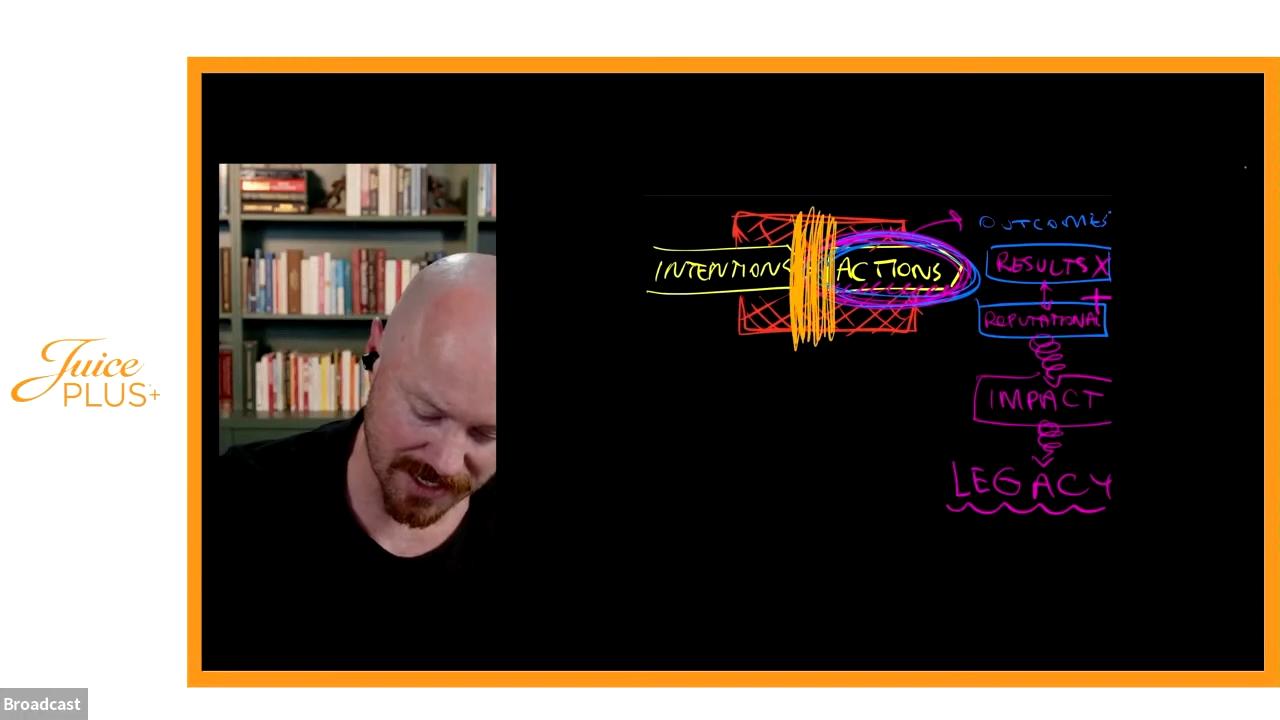 Juice
PLUS+
INTENTIONS
ACTIONS
OUTCOMES
RESULTS X
+
REPUTATIONAL
IMPACT
LEGACY
Broadcast